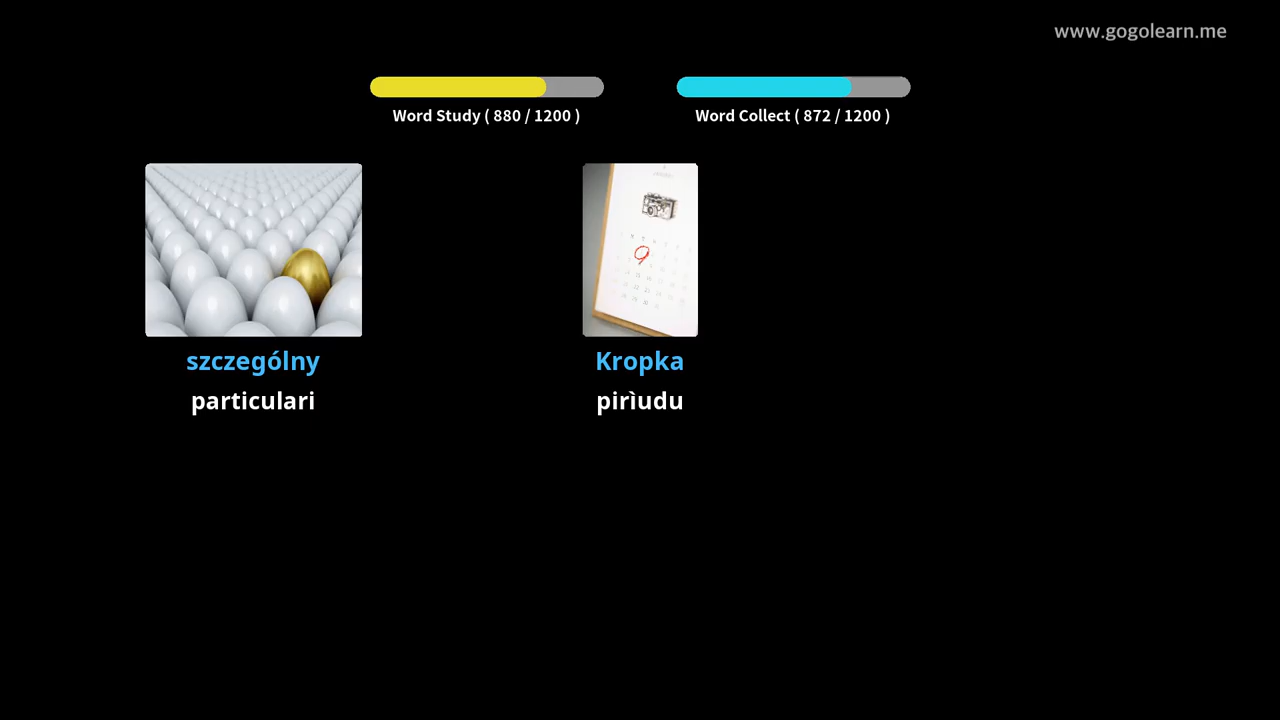 www.gogolearn.me
Word Study ( 880 / 1200 )
Word Collect ( 872 / 1200 )
szczególny
Kropka
particulari
pirìudu